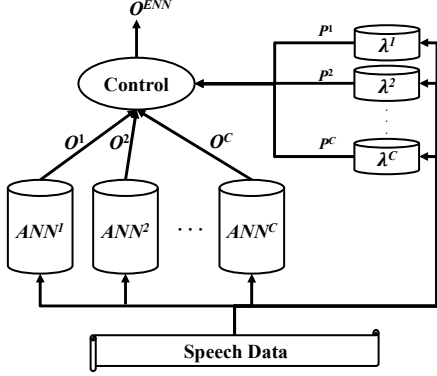 O^ENN
P^1
λ^1
Control
P^2
λ^2
.
.
.
O^1
O^2
O^C
P^C
λ^C
ANN^1
ANN^2
. . .
ANN^C
Speech Data